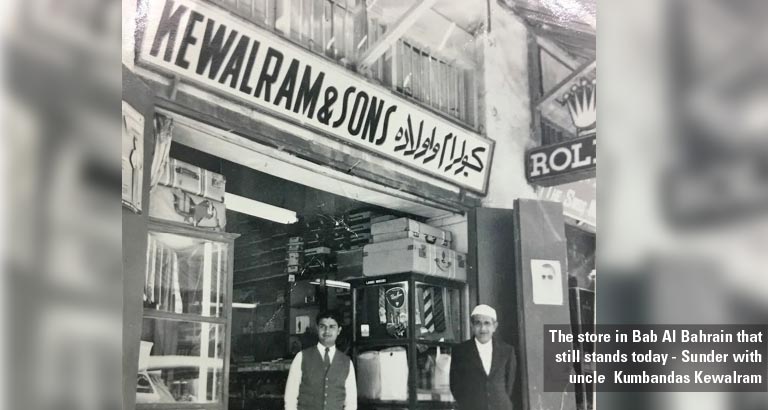 KEWALRAM & SONS كيولرام واولاده
ROL
The store in Bab Al Bahrain that
still stands today - Sunder with
uncle Kumbandas Kewalram